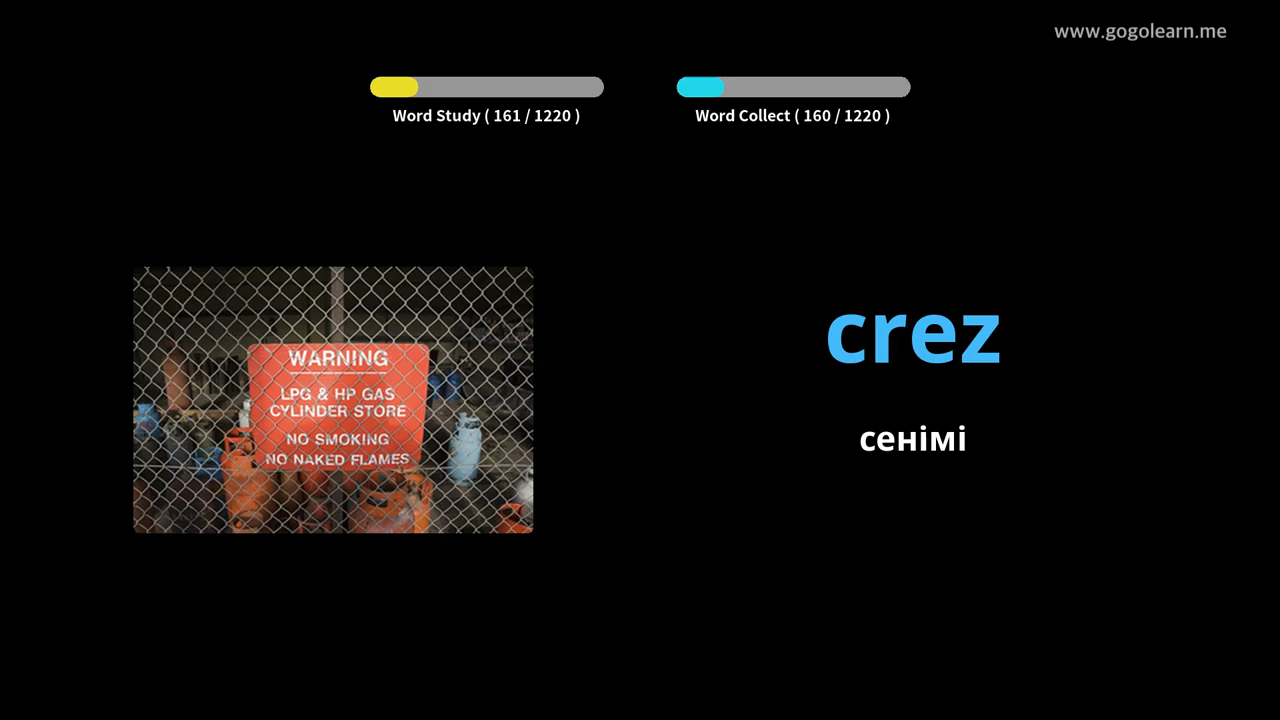 www.gogolearn.me
Word Study ( 161 / 1220 )
Word Collect ( 160 / 1220 )
WARNING
LPG & HP GAS
CYLINDER STORE
NO SMOKING
NO NAKED FLAMES
crez
сенімі